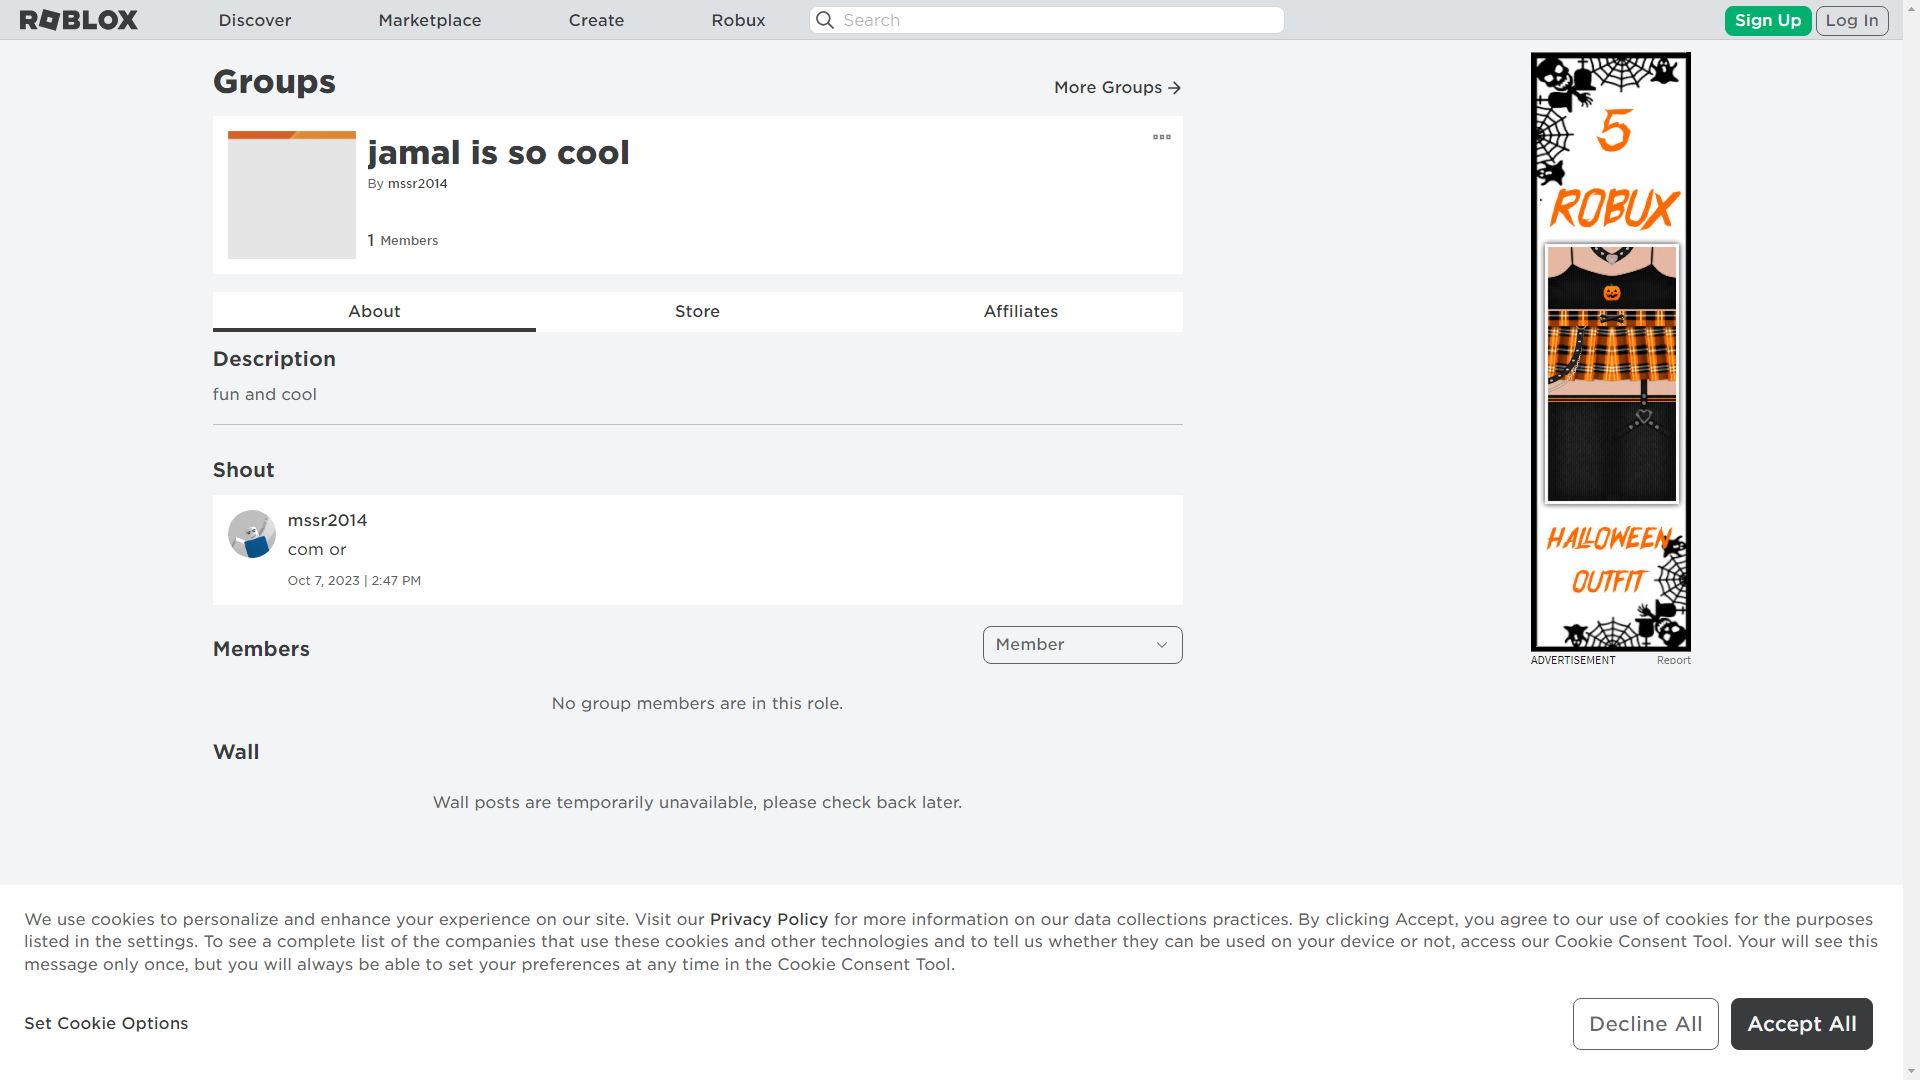 ROBLOX
Discover
Marketplace
Create
Robux
Search
Sign Up
Log In
Groups
More Groups
jamal is so cool
By mssr2014
1 Members
About
Store
Affiliates
Description
fun and cool
Shout
mssr2014
com or
Oct 7, 2023 | 2:47 PM
Members
Member
No group members are in this role.
Wall
Wall posts are temporarily unavailable, please check back later.
5
ROBUX
HALLOWEEN
OUTFIT
ADVERTISEMENT
Report
We use cookies to personalize and enhance your experience on our site. Visit our Privacy Policy for more information on our data collections practices. By clicking Accept, you agree to our use of cookies for the purposes
listed in the settings. To see a complete list of the companies that use these cookies and other technologies and to tell us whether they can be used on your device or not, access our Cookie Consent Tool. Your will see this
message only once, but you will always be able to set your preferences at any time in the Cookie Consent Tool.
Set Cookie Options
Decline All
Accept All